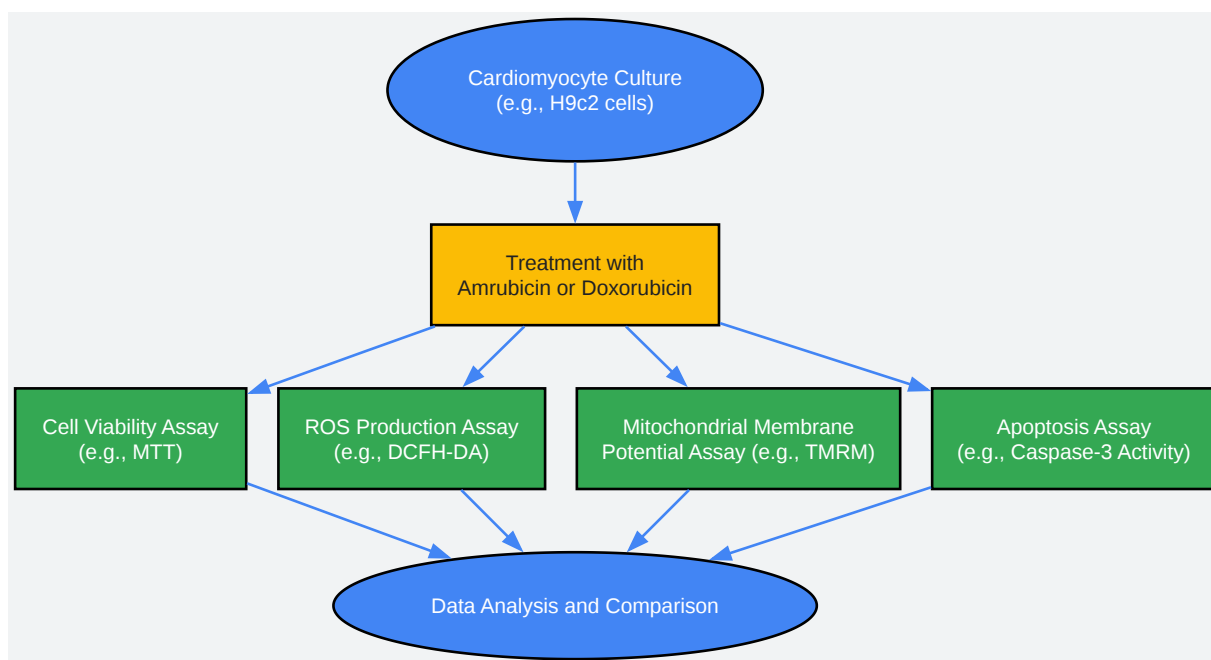 Cardiomyocyte Culture
(e.g., H9c2 cells)
Treatment with
Amrubicin or Doxorubicin
Cell Viability Assay
(e.g., MTT)
ROS Production Assay
(e.g., DCFH-DA)
Mitochondrial Membrane
Potential Assay (e.g., TMRM)
Apoptosis Assay
(e.g., Caspase-3 Activity)
Data Analysis and Comparison